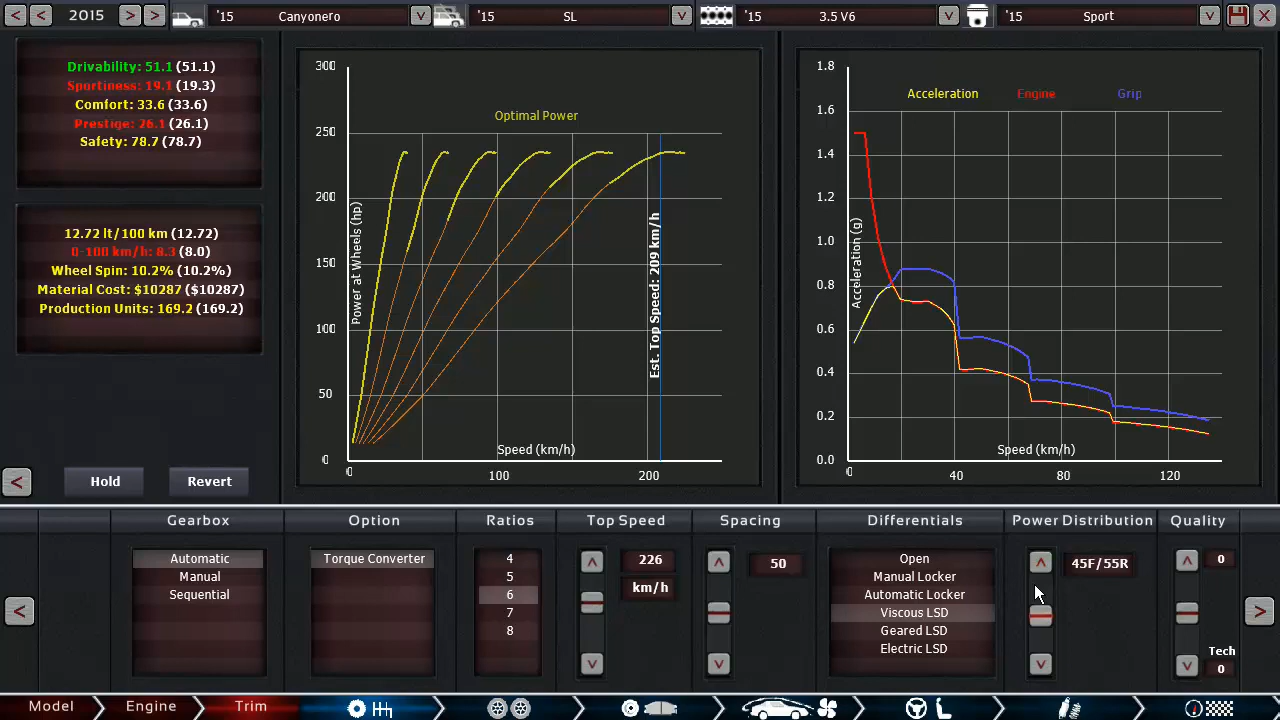 2015
'15 Canyonero
'15 SL
'15 3.5 V6
'15 Sport
Drivability: 51.1 (51.1)
Sportiness: 19.1 (19.3)
Comfort: 33.6 (33.6)
Prestige: 26.1 (26.1)
Safety: 78.7 (78.7)
12.72 lt/100 km (12.72)
0-100 km/h: 8.3 (8.0)
Wheel Spin: 10.2% (10.2%)
Material Cost: $10287 ($10287)
Production Units: 169.2 (169.2)
Hold
Revert
300
250
200
150
100
50
0
Power at Wheels (hp)
Optimal Power
Est. Top Speed: 209 km/h
Speed (km/h)
0 100 200
1.8
1.6
1.4
1.2
1.0
0.8
0.6
0.4
0.2
0.0
Acceleration (g)
Acceleration Engine Grip
Speed (km/h)
0 40 80 120
Gearbox
Automatic
Manual
Sequential
Option
Torque Converter
Ratios
4
5
6
7
8
Top Speed
226
km/h
Spacing
50
Differentials
Open
Manual Locker
Automatic Locker
Viscous LSD
Geared LSD
Electric LSD
Power Distribution
45F/55R
Quality
0
Tech
0
Model
Engine
Trim